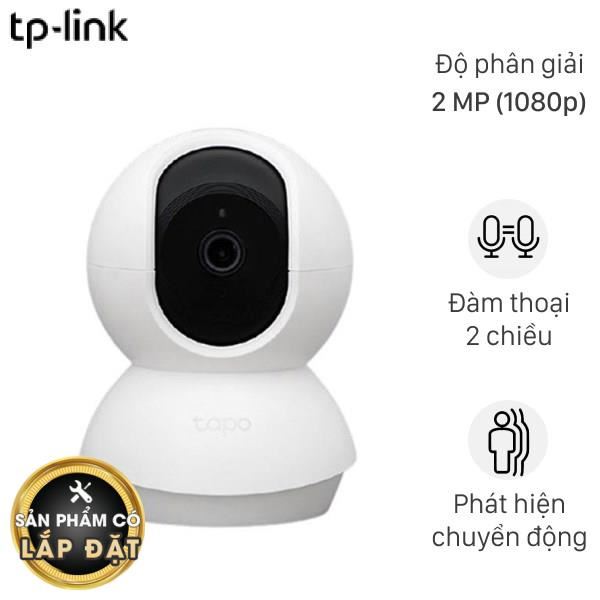 tp-link
Độ phân giải
2 MP (1080p)
Đàm thoại
2 chiều
tapo
SẢN PHẨM CÓ
LẮP ĐẶT
Phát hiện
chuyển động